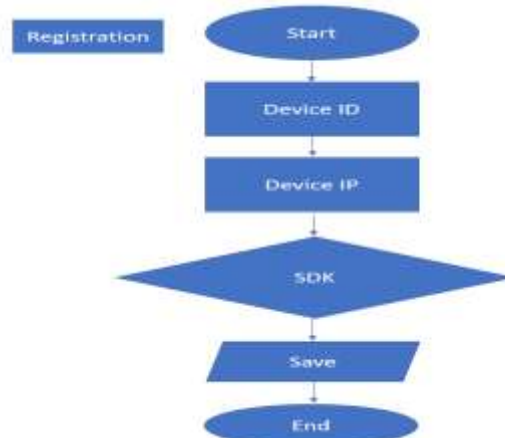 Registration
Start
Device ID
Device IP
SDK
Save
End